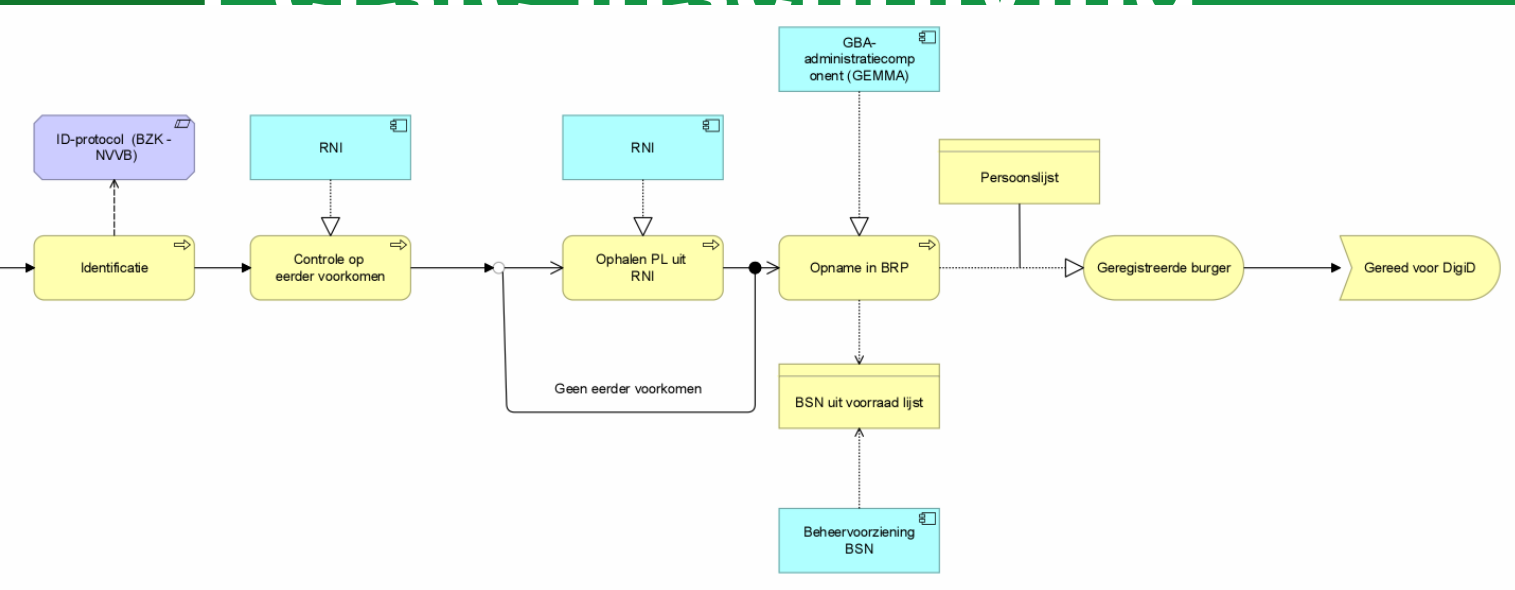 GBA-
administratiecomp
onent (GEMMA)
ID-protocol (BZK -
NVVB)
RNI
RNI
Persoonslijst
Identificatie
Controle op
eerder voorkomen
Ophalen PL uit
RNI
Opname in BRP
Geregistreerde burger
Gereed voor DigiD
Geen eerder voorkomen
BSN uit voorraad lijst
Beheervoorziening
BSN